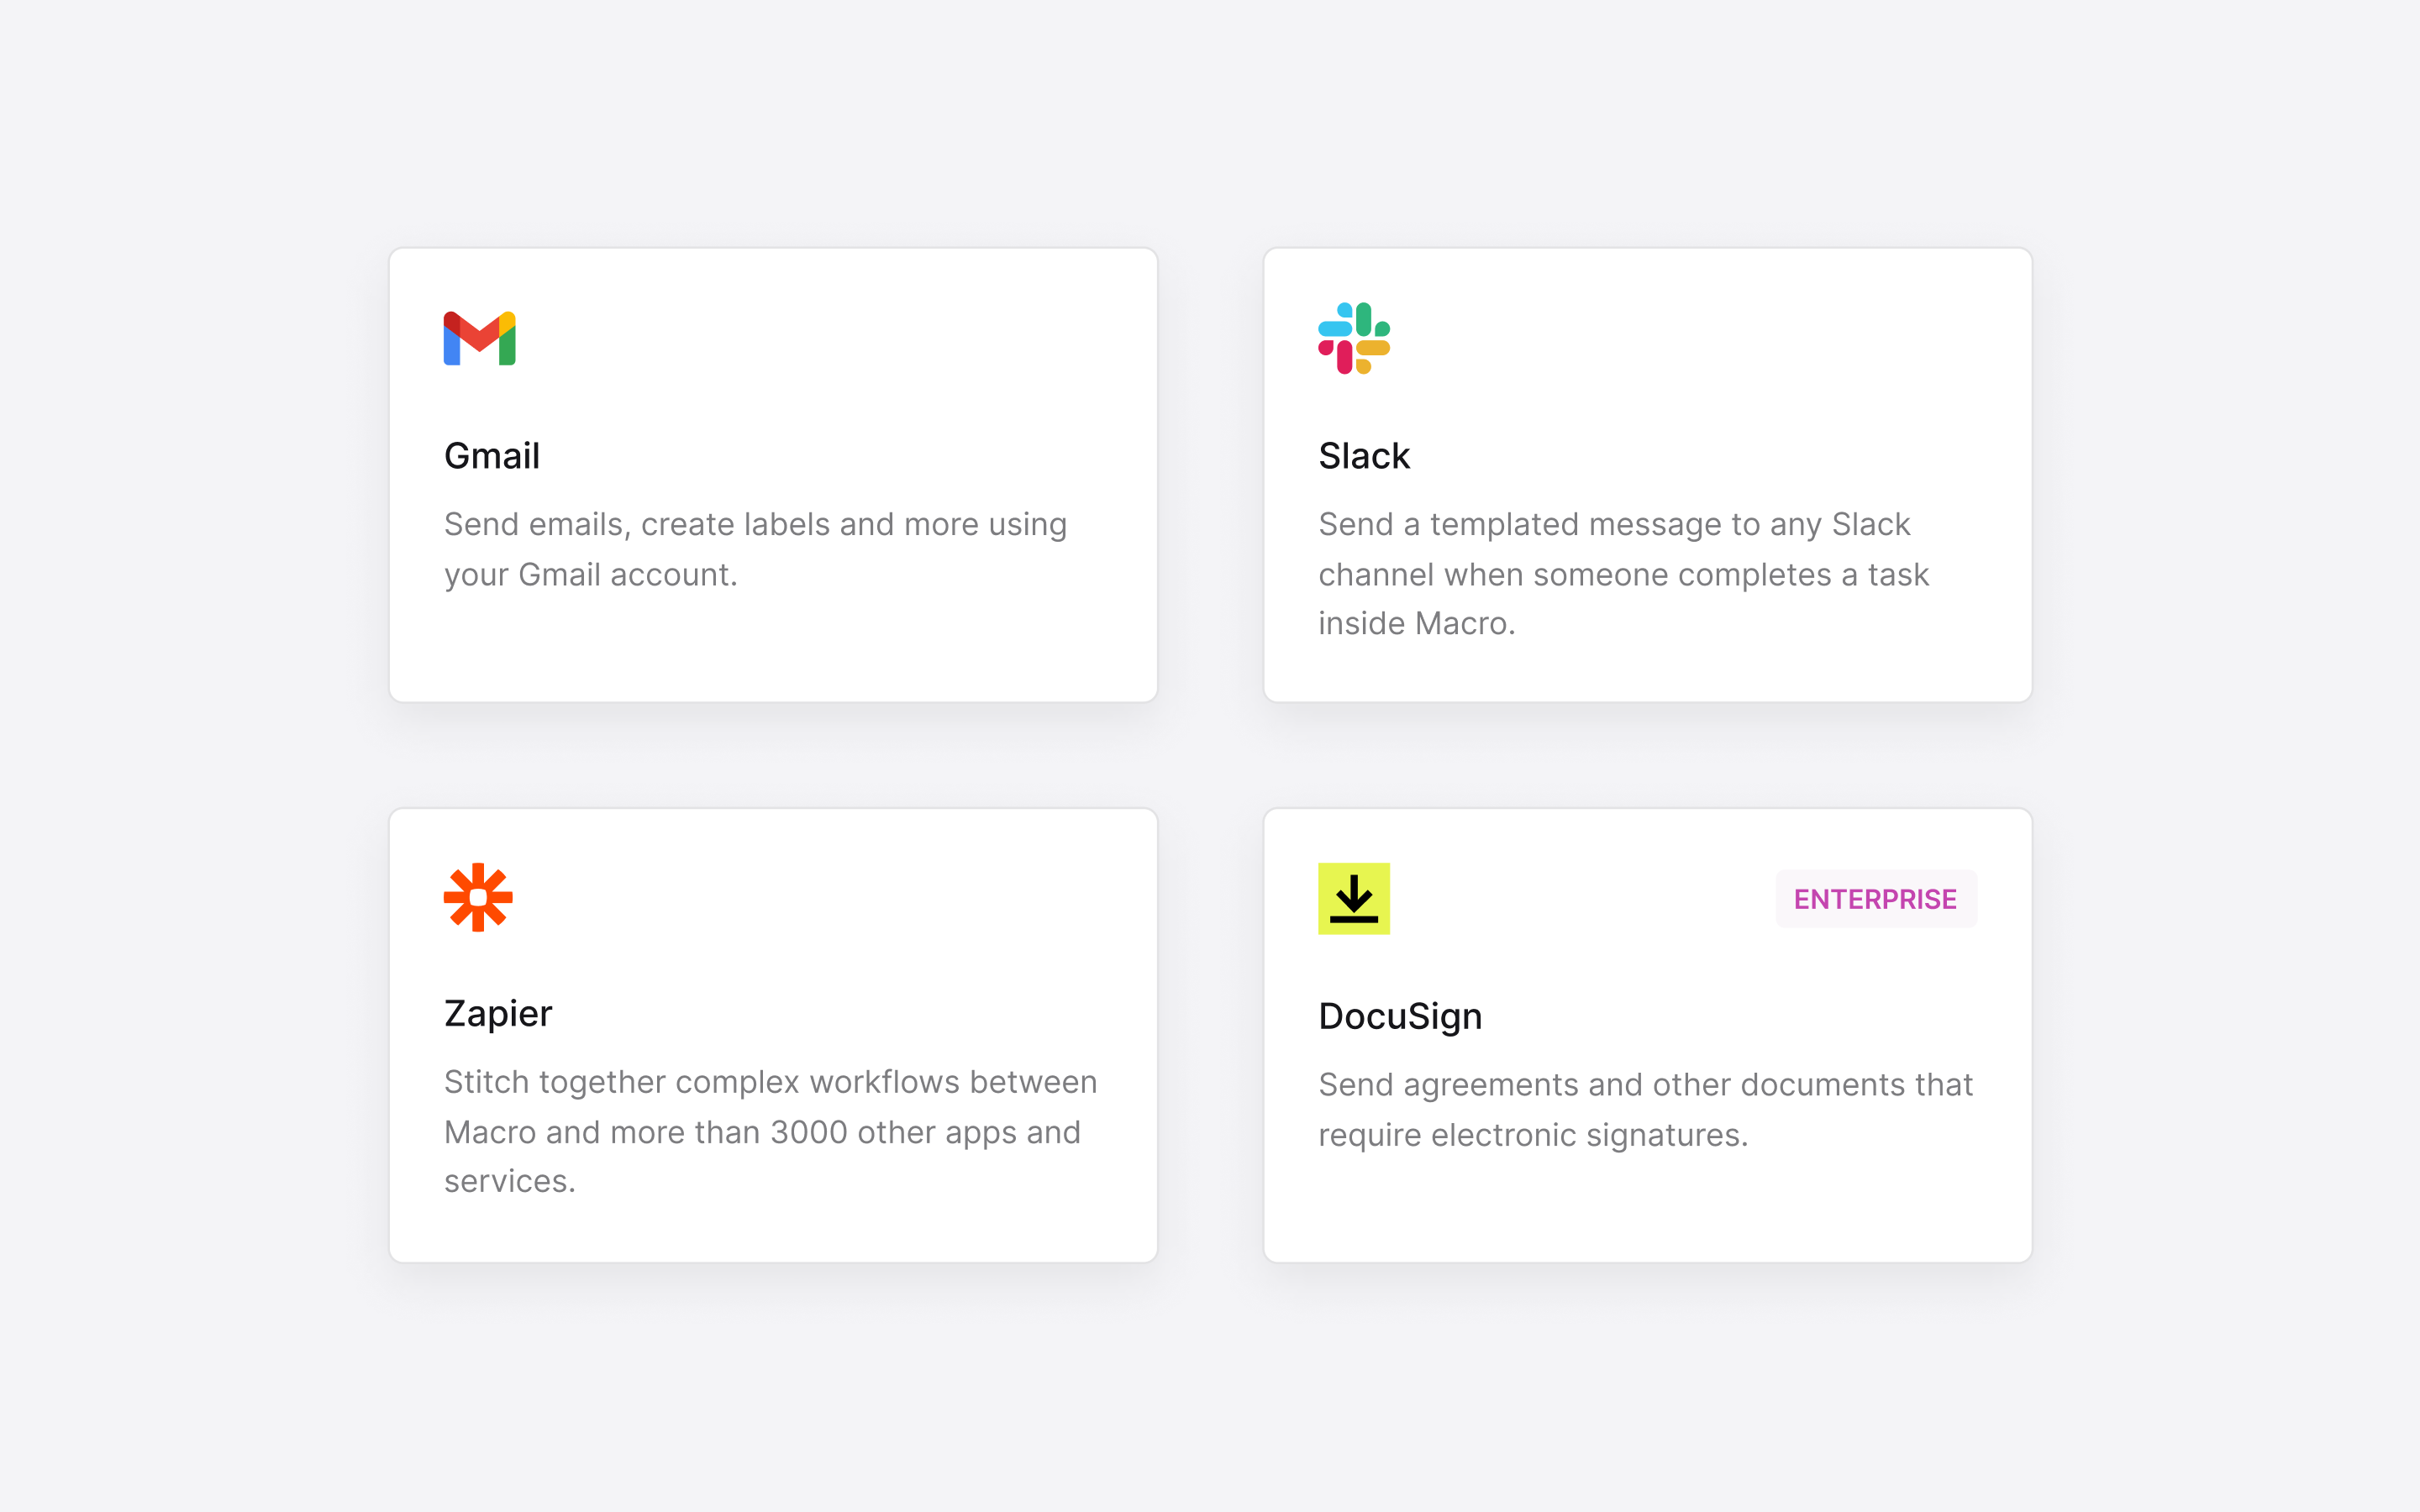 Gmail
Send emails, create labels and more using
your Gmail account.
Slack
Send a templated message to any Slack
channel when someone completes a task
inside Macro.
Zapier
Stitch together complex workflows between
Macro and more than 3000 other apps and
services.
ENTERPRISE
DocuSign
Send agreements and other documents that
require electronic signatures.